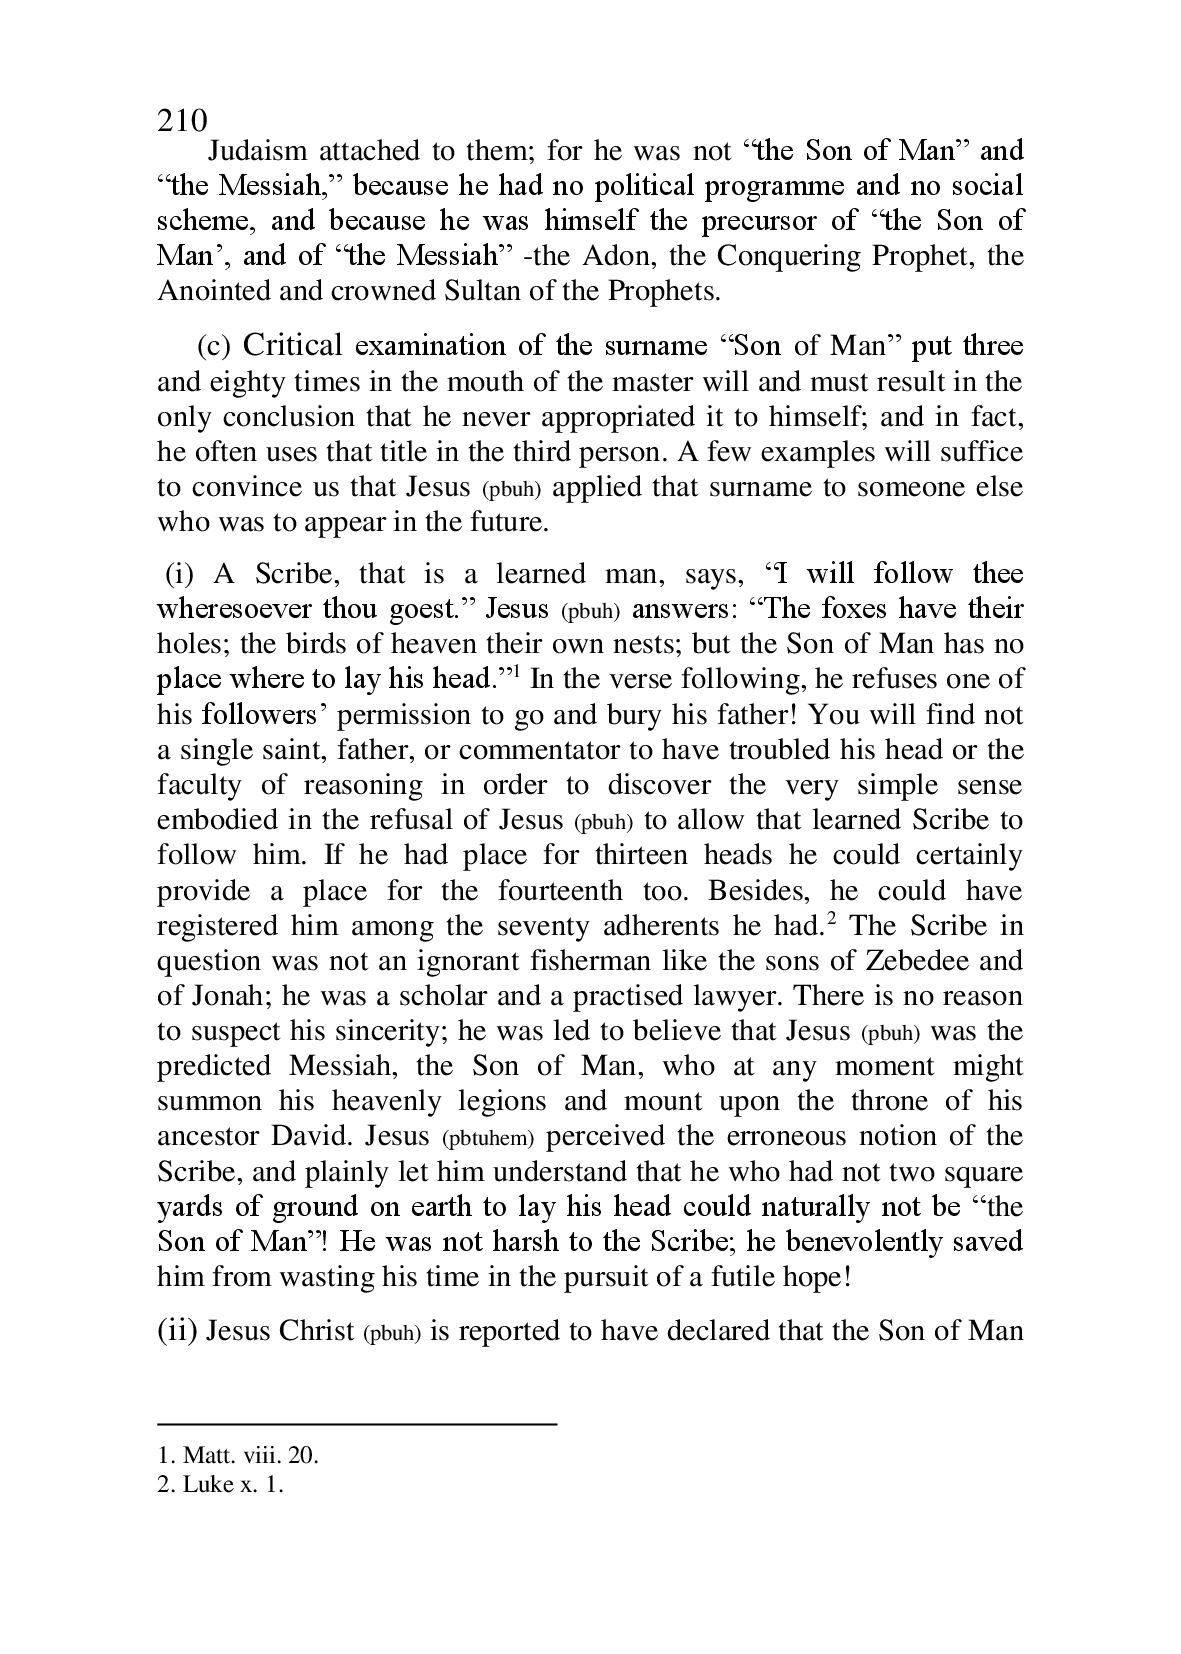 210
Judaism attached to them; for he was not “the Son of Man” and
“the Messiah,” because he had no political programme and no social
scheme, and because he was himself the precursor of “the Son of
Man’, and of “the Messiah” -the Adon, the Conquering Prophet, the
Anointed and crowned Sultan of the Prophets.
(c) Critical examination of the surname “Son of Man” put three
and eighty times in the mouth of the master will and must result in the
only conclusion that he never appropriated it to himself; and in fact,
he often uses that title in the third person. A few examples will suffice
to convince us that Jesus (pbuh) applied that surname to someone else
who was to appear in the future.
(i) A Scribe, that is a learned man, says, “I will follow thee
wheresoever thou goest.” Jesus (pbuh) answers: “The foxes have their
holes; the birds of heaven their own nests; but the Son of Man has no
place where to lay his head.”1 In the verse following, he refuses one of
his followers’ permission to go and bury his father! You will find not
a single saint, father, or commentator to have troubled his head or the
faculty of reasoning in order to discover the very simple sense
embodied in the refusal of Jesus (pbuh) to allow that learned Scribe to
follow him. If he had place for thirteen heads he could certainly
provide a place for the fourteenth too. Besides, he could have
registered him among the seventy adherents he had.2 The Scribe in
question was not an ignorant fisherman like the sons of Zebedee and
of Jonah; he was a scholar and a practised lawyer. There is no reason
to suspect his sincerity; he was led to believe that Jesus (pbuh) was the
predicted Messiah, the Son of Man, who at any moment might
summon his heavenly legions and mount upon the throne of his
ancestor David. Jesus (pbtuhem) perceived the erroneous notion of the
Scribe, and plainly let him understand that he who had not two square
yards of ground on earth to lay his head could naturally not be “the
Son of Man”! He was not harsh to the Scribe; he benevolently saved
him from wasting his time in the pursuit of a futile hope!
(ii) Jesus Christ (pbuh) is reported to have declared that the Son of Man
1. Matt. viii. 20.
2. Luke x. 1.